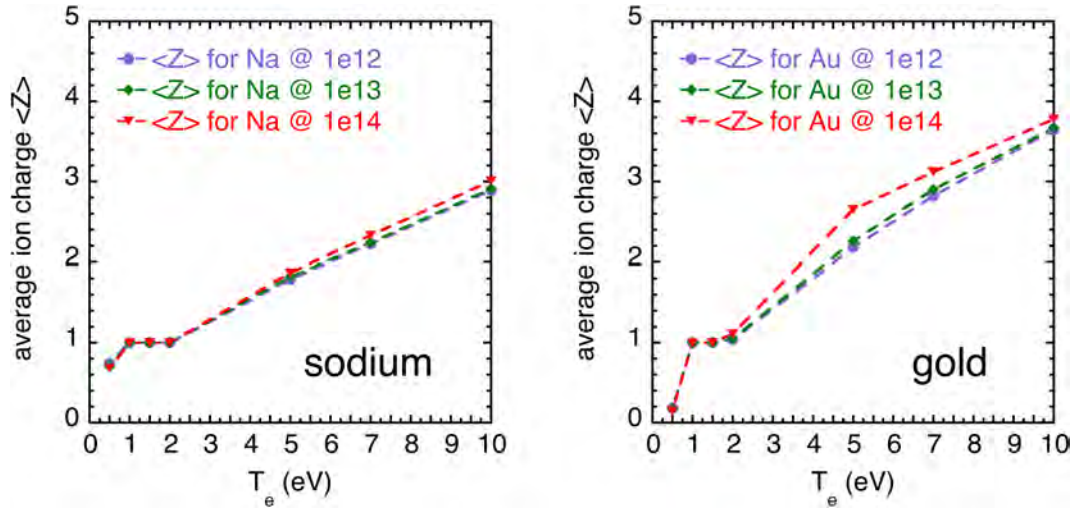 5
4
3
2
1
0
average ion charge <Z>
<Z> for Na @ 1e12
<Z> for Na @ 1e13
<Z> for Na @ 1e14
sodium
0 1 2 3 4 5 6 7 8 9 10
T_e (eV)
5
4
3
2
1
0
average ion charge <Z>
<Z> for Au @ 1e12
<Z> for Au @ 1e13
<Z> for Au @ 1e14
gold
0 1 2 3 4 5 6 7 8 9 10
T_e (eV)